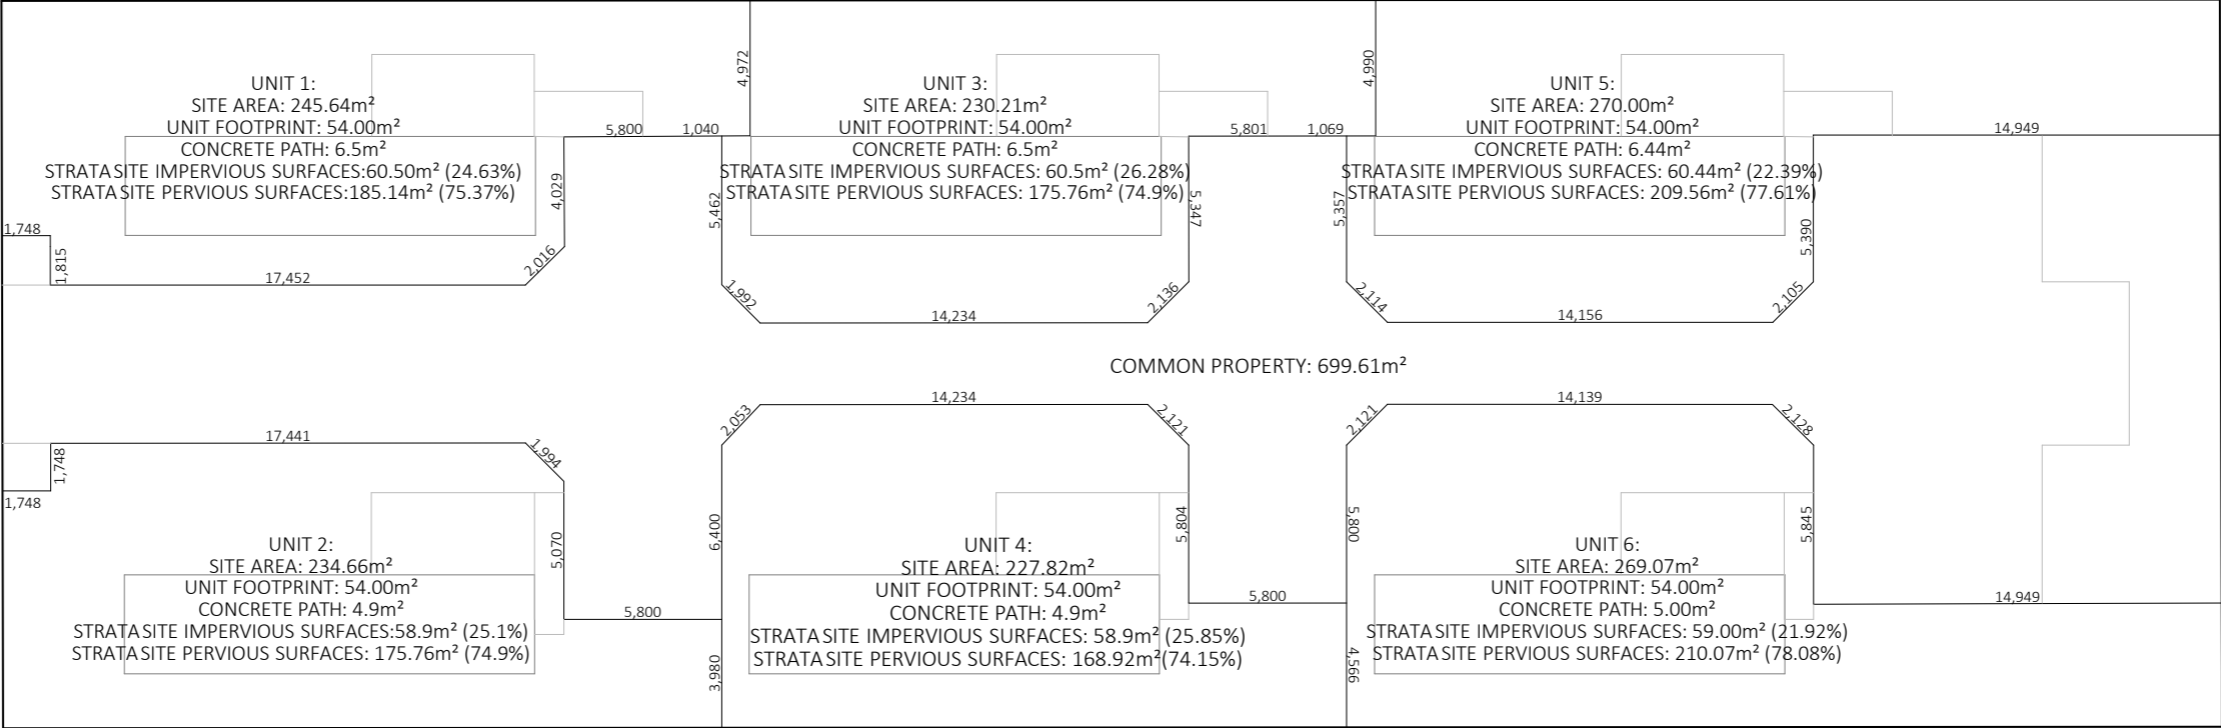 4,972
4,990
UNIT 1:
SITE AREA: 245.64m²
UNIT FOOTPRINT: 54.00m²
CONCRETE PATH: 6.5m²
STRATA SITE IMPERVIOUS SURFACES:60.50m² (24.63%)
STRATA SITE PERVIOUS SURFACES:185.14m² (75.37%)
UNIT 3:
SITE AREA: 230.21m²
UNIT FOOTPRINT: 54.00m²
CONCRETE PATH: 6.5m²
STRATA SITE IMPERVIOUS SURFACES: 60.5m² (26.28%)
STRATA SITE PERVIOUS SURFACES: 175.76m² (74.9%)
UNIT 5:
SITE AREA: 270.00m²
UNIT FOOTPRINT: 54.00m²
CONCRETE PATH: 6.44m²
STRATA SITE IMPERVIOUS SURFACES: 60.44m² (22.39%)
STRATA SITE PERVIOUS SURFACES: 209.56m² (77.61%)
5,800
1,040
5,801
1,069
14,949
4,029
5,462
5,347
5,357
5,390
1,748
1,815
2,016
17,452
1,992
14,234
2,136
2,114
14,156
2,105
COMMON PROPERTY: 699.61m²
17,441
1,994
2,053
14,234
2,121
2,121
14,139
2,128
1,748
1,748
5,070
6,400
5,804
5,800
5,845
UNIT 2:
SITE AREA: 234.66m²
UNIT FOOTPRINT: 54.00m²
CONCRETE PATH: 4.9m²
STRATA SITE IMPERVIOUS SURFACES:58.9m² (25.1%)
STRATA SITE PERVIOUS SURFACES: 175.76m² (74.9%)
UNIT 4:
SITE AREA: 227.82m²
UNIT FOOTPRINT: 54.00m²
CONCRETE PATH: 4.9m²
STRATA SITE IMPERVIOUS SURFACES: 58.9m² (25.85%)
STRATA SITE PERVIOUS SURFACES: 168.92m²(74.15%)
UNIT 6:
SITE AREA: 269.07m²
UNIT FOOTPRINT: 54.00m²
CONCRETE PATH: 5.00m²
STRATA SITE IMPERVIOUS SURFACES: 59.00m² (21.92%)
STRATA SITE PERVIOUS SURFACES: 210.07m² (78.08%)
5,800
5,800
14,949
3,980
4,566